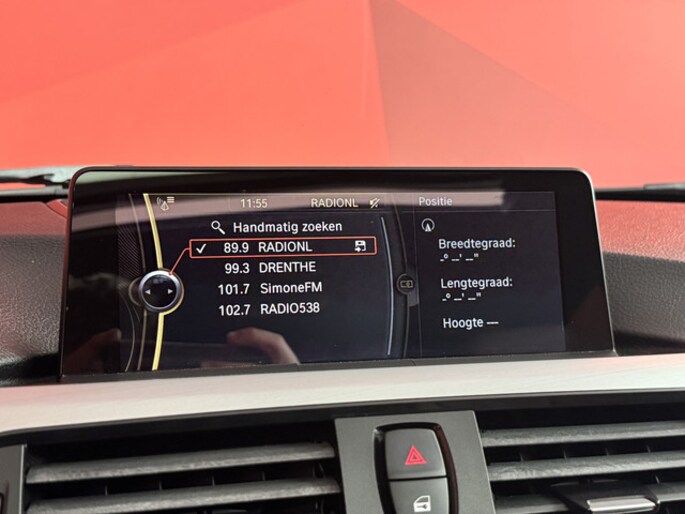 11:55 RADIONL
Positie
Handmatig zoeken
✓ 89.9 RADIONL
99.3 DRENTHE
101.7 SimoneFM
102.7 RADIO538
Breedtegraad:
-° --' --"
Lengtegraad:
-° --' --"
Hoogte ---